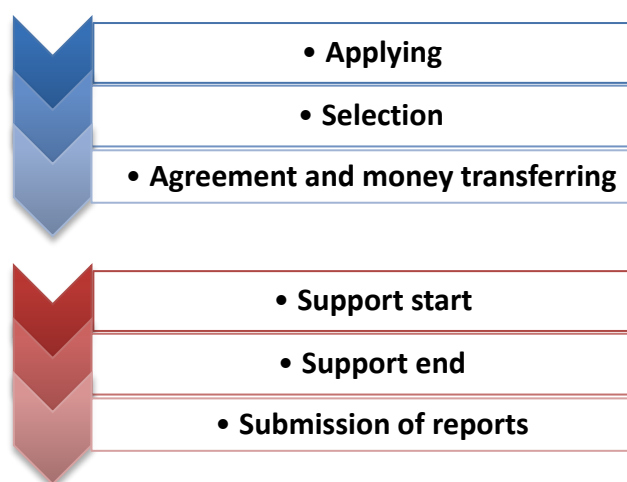 • Applying
• Selection
• Agreement and money transferring
• Support start
• Support end
• Submission of reports